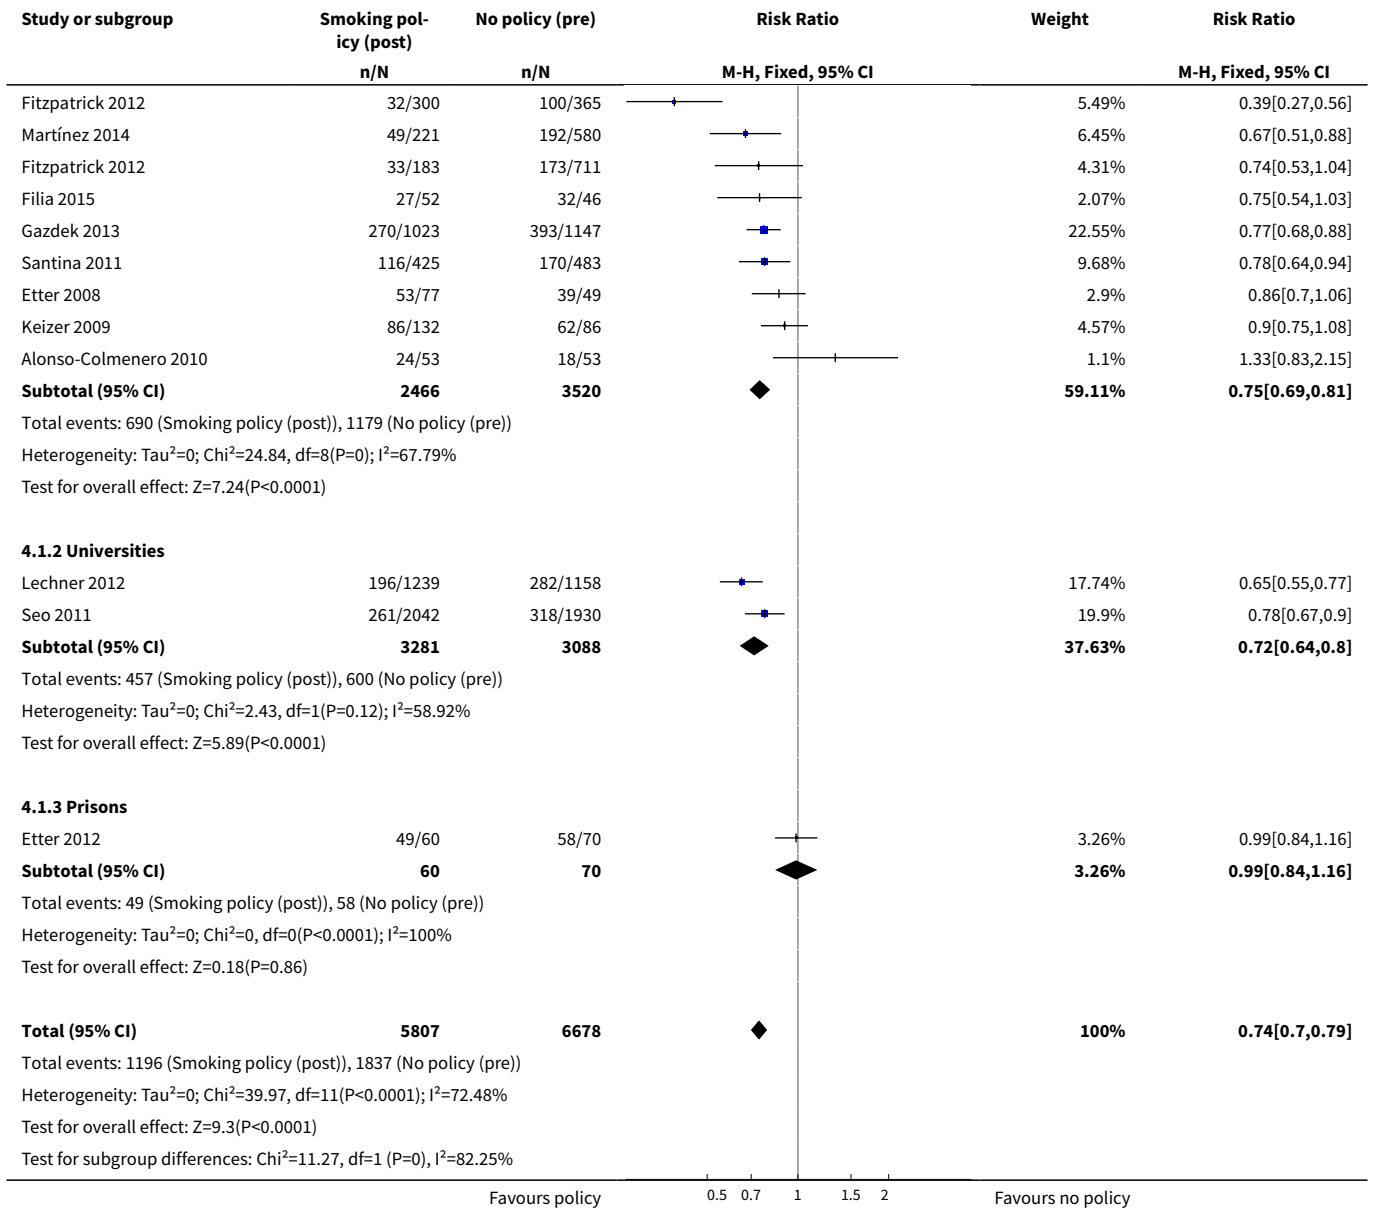 Study or subgroup Smoking pol- No policy (pre) Risk Ratio Weight Risk Ratio
icy (post)
n/N n/N M-H, Fixed, 95% CI M-H, Fixed, 95% CI
Fitzpatrick 2012 32/300 100/365 5.49% 0.39[0.27,0.56]
Martínez 2014 49/221 192/580 6.45% 0.67[0.51,0.88]
Fitzpatrick 2012 33/183 173/711 4.31% 0.74[0.53,1.04]
Filia 2015 27/52 32/46 2.07% 0.75[0.54,1.03]
Gazdek 2013 270/1023 393/1147 22.55% 0.77[0.68,0.88]
Santina 2011 116/425 170/483 9.68% 0.78[0.64,0.94]
Etter 2008 53/77 39/49 2.9% 0.86[0.7,1.06]
Keizer 2009 86/132 62/86 4.57% 0.9[0.75,1.08]
Alonso-Colmenero 2010 24/53 18/53 1.1% 1.33[0.83,2.15]
Subtotal (95% CI) 2466 3520 59.11% 0.75[0.69,0.81]
Total events: 690 (Smoking policy (post)), 1179 (No policy (pre))
Heterogeneity: Tau²=0; Chi²=24.84, df=8(P=0); I²=67.79%
Test for overall effect: Z=7.24(P<0.0001)
4.1.2 Universities
Lechner 2012 196/1239 282/1158 17.74% 0.65[0.55,0.77]
Seo 2011 261/2042 318/1930 19.9% 0.78[0.67,0.9]
Subtotal (95% CI) 3281 3088 37.63% 0.72[0.64,0.8]
Total events: 457 (Smoking policy (post)), 600 (No policy (pre))
Heterogeneity: Tau²=0; Chi²=2.43, df=1(P=0.12); I²=58.92%
Test for overall effect: Z=5.89(P<0.0001)
4.1.3 Prisons
Etter 2012 49/60 58/70 3.26% 0.99[0.84,1.16]
Subtotal (95% CI) 60 70 3.26% 0.99[0.84,1.16]
Total events: 49 (Smoking policy (post)), 58 (No policy (pre))
Heterogeneity: Tau²=0; Chi²=0, df=0(P<0.0001); I²=100%
Test for overall effect: Z=0.18(P=0.86)
Total (95% CI) 5807 6678 100% 0.74[0.7,0.79]
Total events: 1196 (Smoking policy (post)), 1837 (No policy (pre))
Heterogeneity: Tau²=0; Chi²=39.97, df=11(P<0.0001); I²=72.48%
Test for overall effect: Z=9.3(P<0.0001)
Test for subgroup differences: Chi²=11.27, df=1 (P=0), I²=82.25%
Favours policy 0.5 0.7 1 1.5 2 Favours no policy